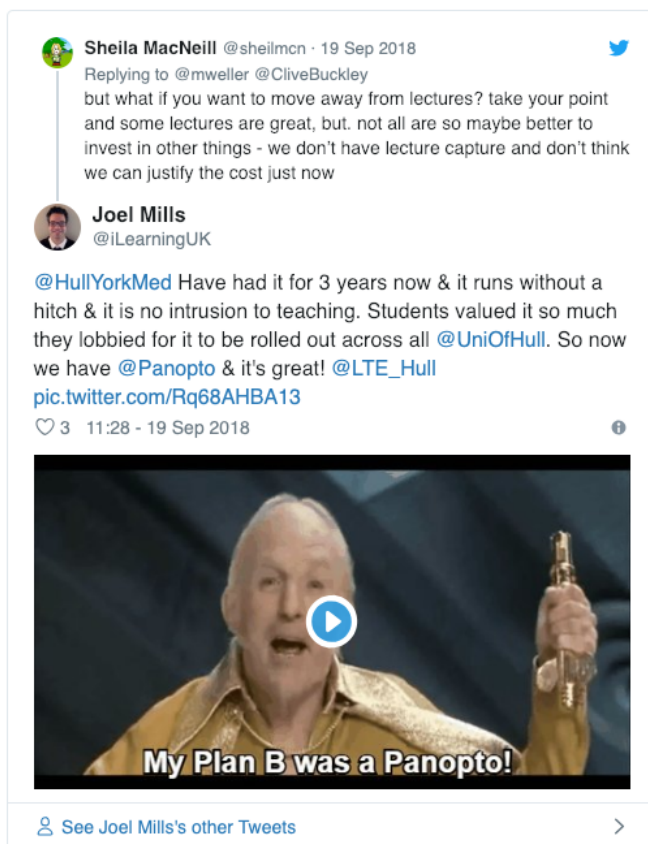 Sheila MacNeill @sheilmcn · 19 Sep 2018
Replying to @mweller @CliveBuckley
but what if you want to move away from lectures? take your point
and some lectures are great, but. not all are so maybe better to
invest in other things - we don't have lecture capture and don't think
we can justify the cost just now
Joel Mills
@iLearningUK
@HullYorkMed Have had it for 3 years now & it runs without a
hitch & it is no intrusion to teaching. Students valued it so much
they lobbied for it to be rolled out across all @UniOfHull. So now
we have @Panopto & it's great! @LTE_Hull
pic.twitter.com/Rq68AHBA13
3 11:28 - 19 Sep 2018
My Plan B was a Panopto!
See Joel Mills's other Tweets